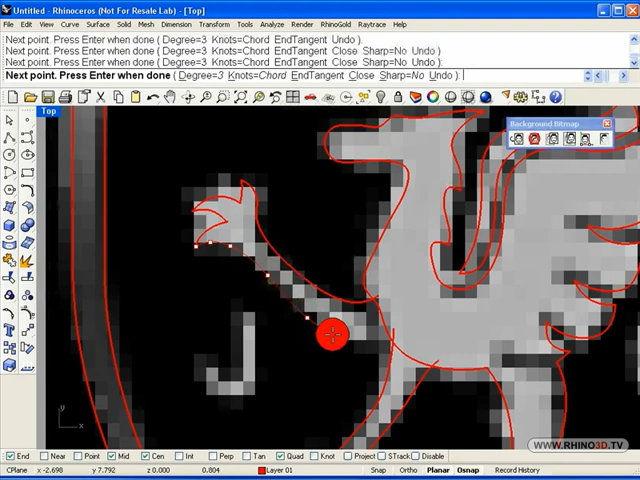 Untitled - Rhinoceros (Not For Resale Lab) - [Top]
File Edit View Curve Surface Solid Mesh Dimension Transform Tools Analyze Render RhinoGold Raytrace Help
Next point. Press Enter when done ( Degree=3 Knots=Chord EndTangent Undo ).
Next point. Press Enter when done ( Degree=3 Knots=Chord EndTangent Close Sharp=No Undo ):
Next point. Press Enter when done ( Degree=3 Knots=Chord EndTangent Close Sharp=No Undo ):
Next point. Press Enter when done ( Degree=3 Knots=Chord EndTangent Close Sharp=No Undo ):
Top
Background Bitmap
y
x
WWW.RHINO3D.TV
End Near Point Mid Cen Int Perp Tan Quad Knot Project STrack Disable
CPlane x -2.698 y 7.792 z 0.000 0.804 Layer 01 Snap Ortho Planar Osnap Record History